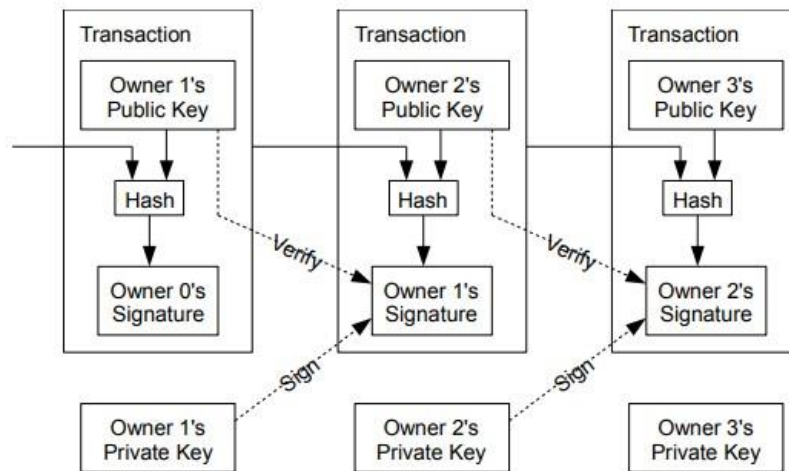 Transaction
Transaction
Transaction
Owner 1's
Public Key
Owner 2's
Public Key
Owner 3's
Public Key
Hash
Hash
Hash
Verify
Verify
Owner 0's
Signature
Owner 1's
Signature
Owner 2's
Signature
Sign
Sign
Owner 1's
Private Key
Owner 2's
Private Key
Owner 3's
Private Key